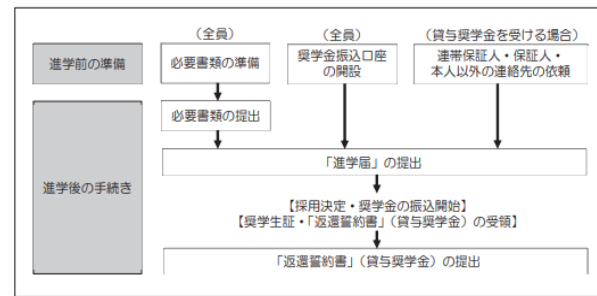 （全員）
（全員）
（貸与奨学金を受ける場合）
進学前の準備
必要書類の準備
奨学金振込口座
の開設
連帯保証人・保証人・
本人以外の連絡先の依頼
進学後の手続き
必要書類の提出
「進学届」の提出
【採用決定・奨学金の振込開始】
【奨学生証・「返還誓約書」（貸与奨学金）の受領】
「返還誓約書」（貸与奨学金）の提出